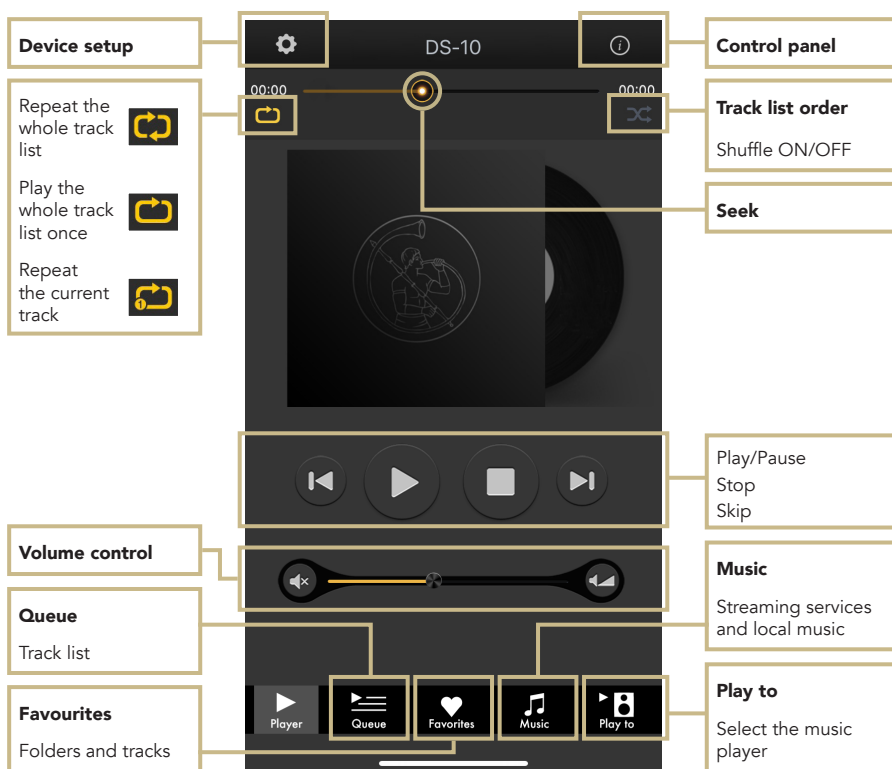 Device setup
Repeat the
whole track
list
Play the
whole track
list once
Repeat
the current
track
1
DS-10
i
00:00
00:00
Control panel
Track list order
Shuffle ON/OFF
Seek
Play/Pause
Stop
Skip
Volume control
Queue
Track list
Favourites
Folders and tracks
Music
Streaming services
and local music
Play to
Select the music
player
Player
Queue
Favorites
Music
Play to